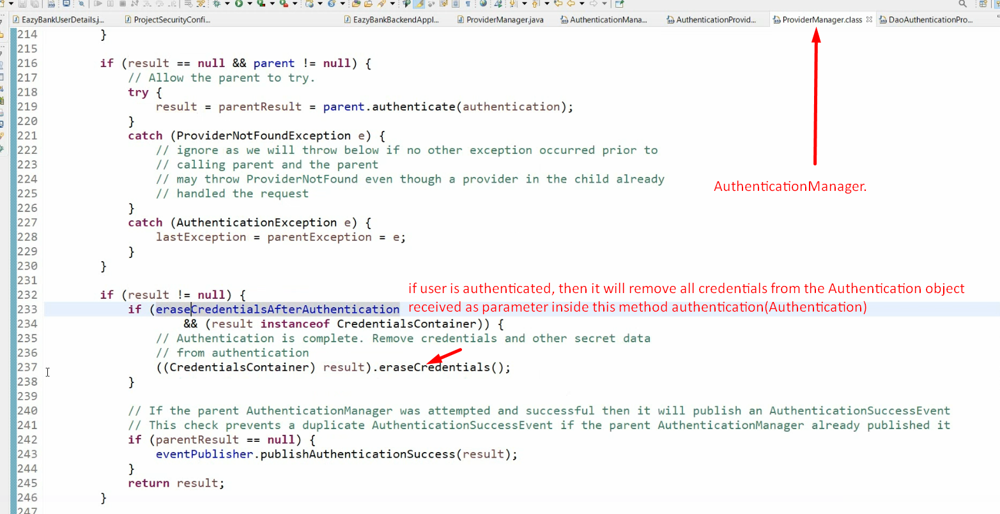 EazyBankUserDetails.j...
ProjectSecurityConfi...
EazyBankBackendAppl...
ProviderManager.java
AuthenticationMana...
AuthenticationProvid...
ProviderManager.class
DaoAuthenticationPro...
214 }
215
216 if (result == null && parent != null) {
217 // Allow the parent to try.
218 try {
219 result = parentResult = parent.authenticate(authentication);
220 }
221 catch (ProviderNotFoundException e) {
222 // ignore as we will throw below if no other exception occurred prior to
223 // calling parent and the parent
224 // may throw ProviderNotFound even though a provider in the child already
AuthenticationManager.
225 // handled the request
226 }
227 catch (AuthenticationException e) {
228 lastException = parentException = e;
229 }
230 }
231
232 if (result != null) {
if user is authenticated, then it will remove all credentials from the Authentication object
received as parameter inside this method authentication(Authentication)
233 if (eraseCredentialsAfterAuthentication
234 && (result instanceof CredentialsContainer)) {
235 // Authentication is complete. Remove credentials and other secret data
236 // from authentication
237 ((CredentialsContainer) result).eraseCredentials();
238 }
239
240 // If the parent AuthenticationManager was attempted and successful then it will publish an AuthenticationSuccessEvent
241 // This check prevents a duplicate AuthenticationSuccessEvent if the parent AuthenticationManager already published it
242 if (parentResult == null) {
243 eventPublisher.publishAuthenticationSuccess(result);
244 }
245 return result;
246 }
247